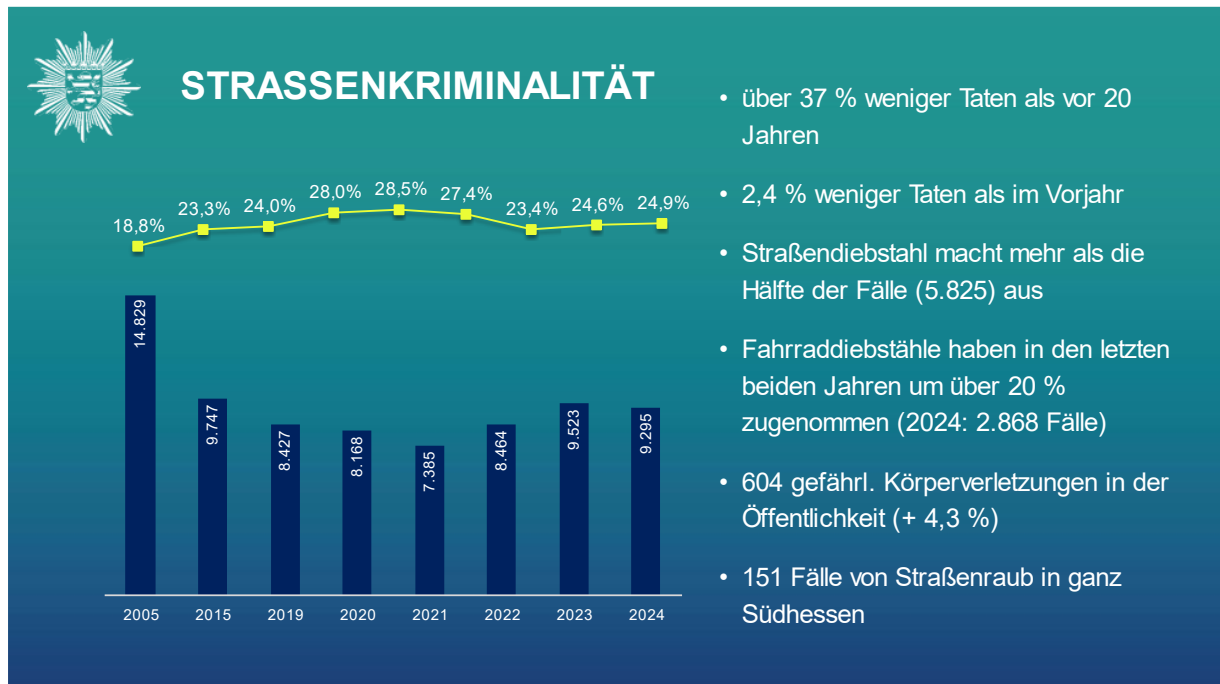 STRASSENKRIMINALITÄT
18,8%
23,3%
24,0%
28,0%
28,5%
27,4%
23,4%
24,6%
24,9%
14.829
9.747
8.427
8.168
7.385
8.464
9.523
9.295
2005 2015 2019 2020 2021 2022 2023 2024
• über 37 % weniger Taten als vor 20
Jahren
• 2,4 % weniger Taten als im Vorjahr
• Straßendiebstahl macht mehr als die
Hälfte der Fälle (5.825) aus
• Fahrraddiebstähle haben in den letzten
beiden Jahren um über 20 %
zugenommen (2024: 2.868 Fälle)
• 604 gefährl. Körperverletzungen in der
Öffentlichkeit (+ 4,3 %)
• 151 Fälle von Straßenraub in ganz
Südhessen